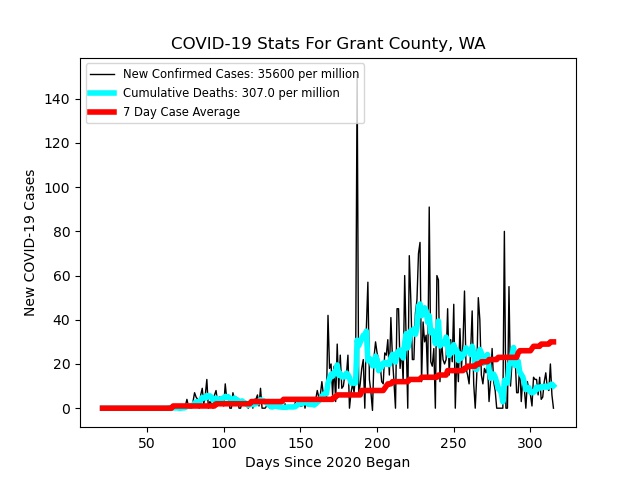 COVID-19 Stats For Grant County, WA
New Confirmed Cases: 35600 per million
Cumulative Deaths: 307.0 per million
7 Day Case Average
140
120
100
80
60
40
20
0
New COVID-19 Cases
50 100 150 200 250 300
Days Since 2020 Began